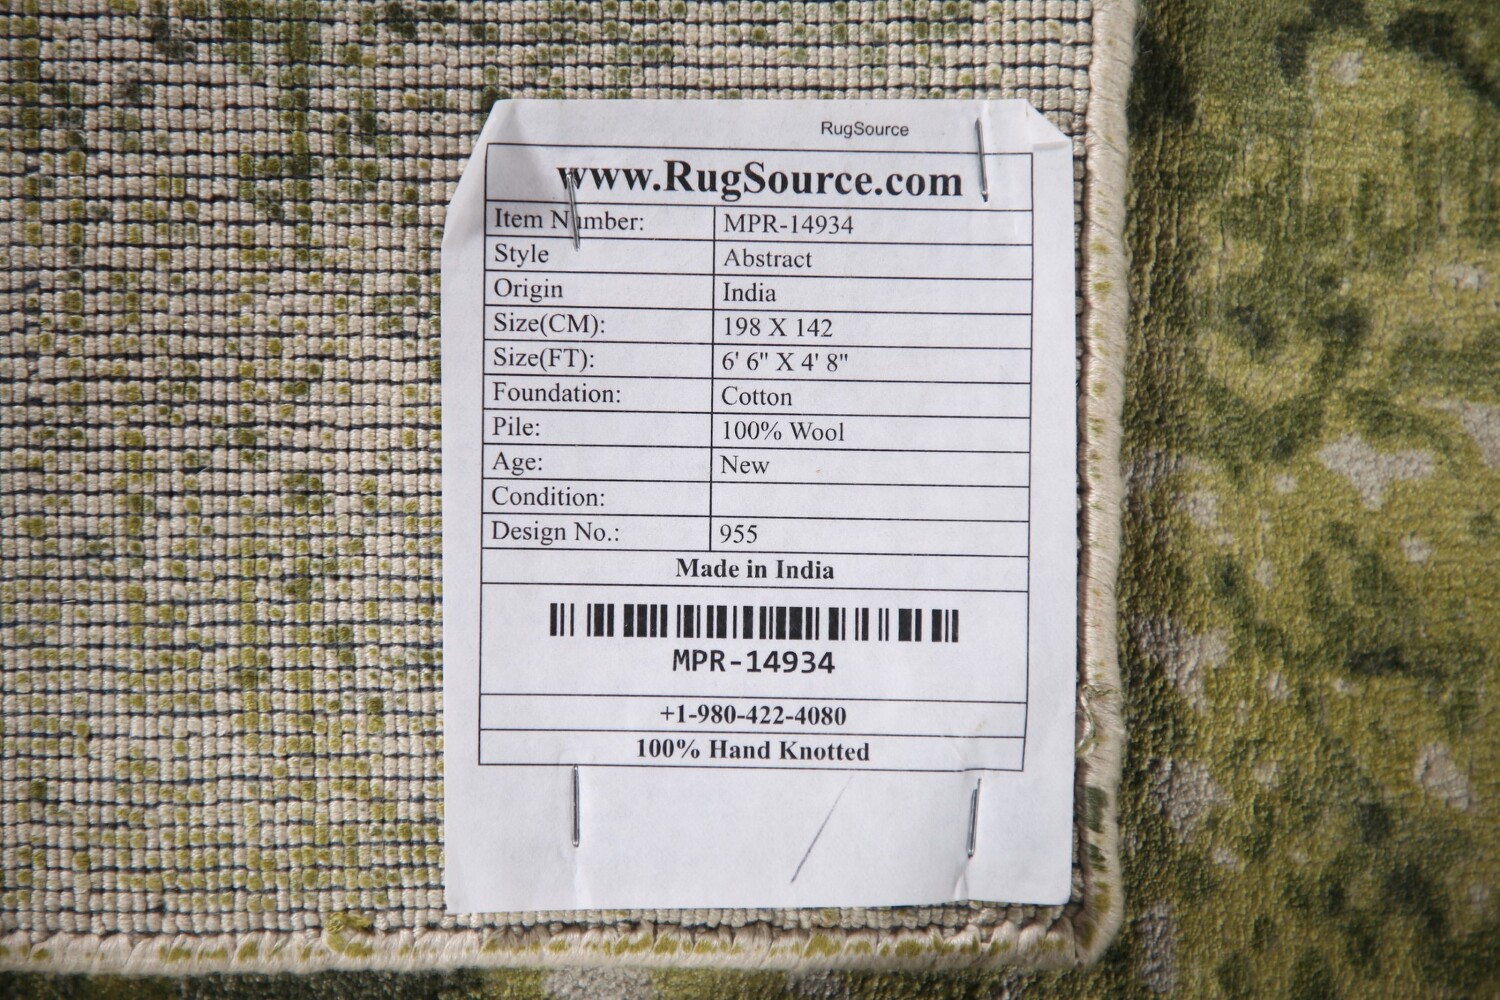 RugSource
www.RugSource.com
Item Number: MPR-14934
Style Abstract
Origin India
Size(CM): 198 X 142
Size(FT): 6' 6" X 4' 8"
Foundation: Cotton
Pile: 100% Wool
Age: New
Condition:
Design No.: 955
Made in India
MPR-14934
+1-980-422-4080
100% Hand Knotted